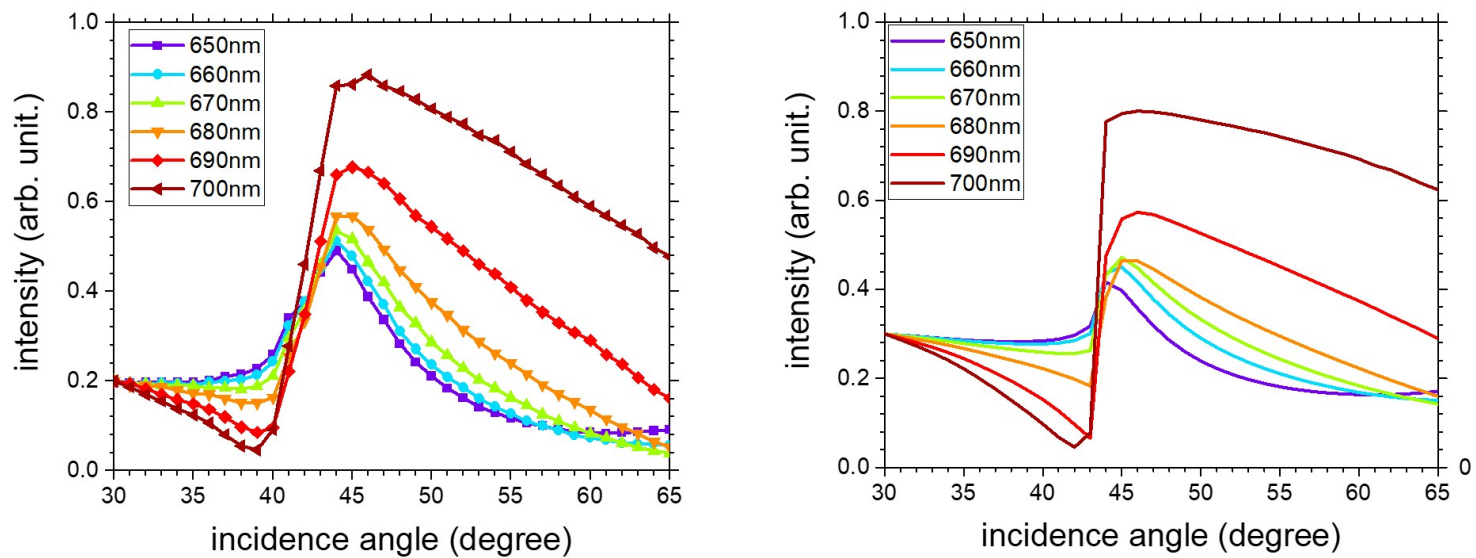 1.0
0.8
0.6
0.4
0.2
0.0
intensity (arb. unit.)
650nm
660nm
670nm
680nm
690nm
700nm
30 35 40 45 50 55 60 65
incidence angle (degree)
1.0
0.8
0.6
0.4
0.2
0.0
intensity (arb. unit.)
650nm
660nm
670nm
680nm
690nm
700nm
0
30 35 40 45 50 55 60 65
incidence angle (degree)